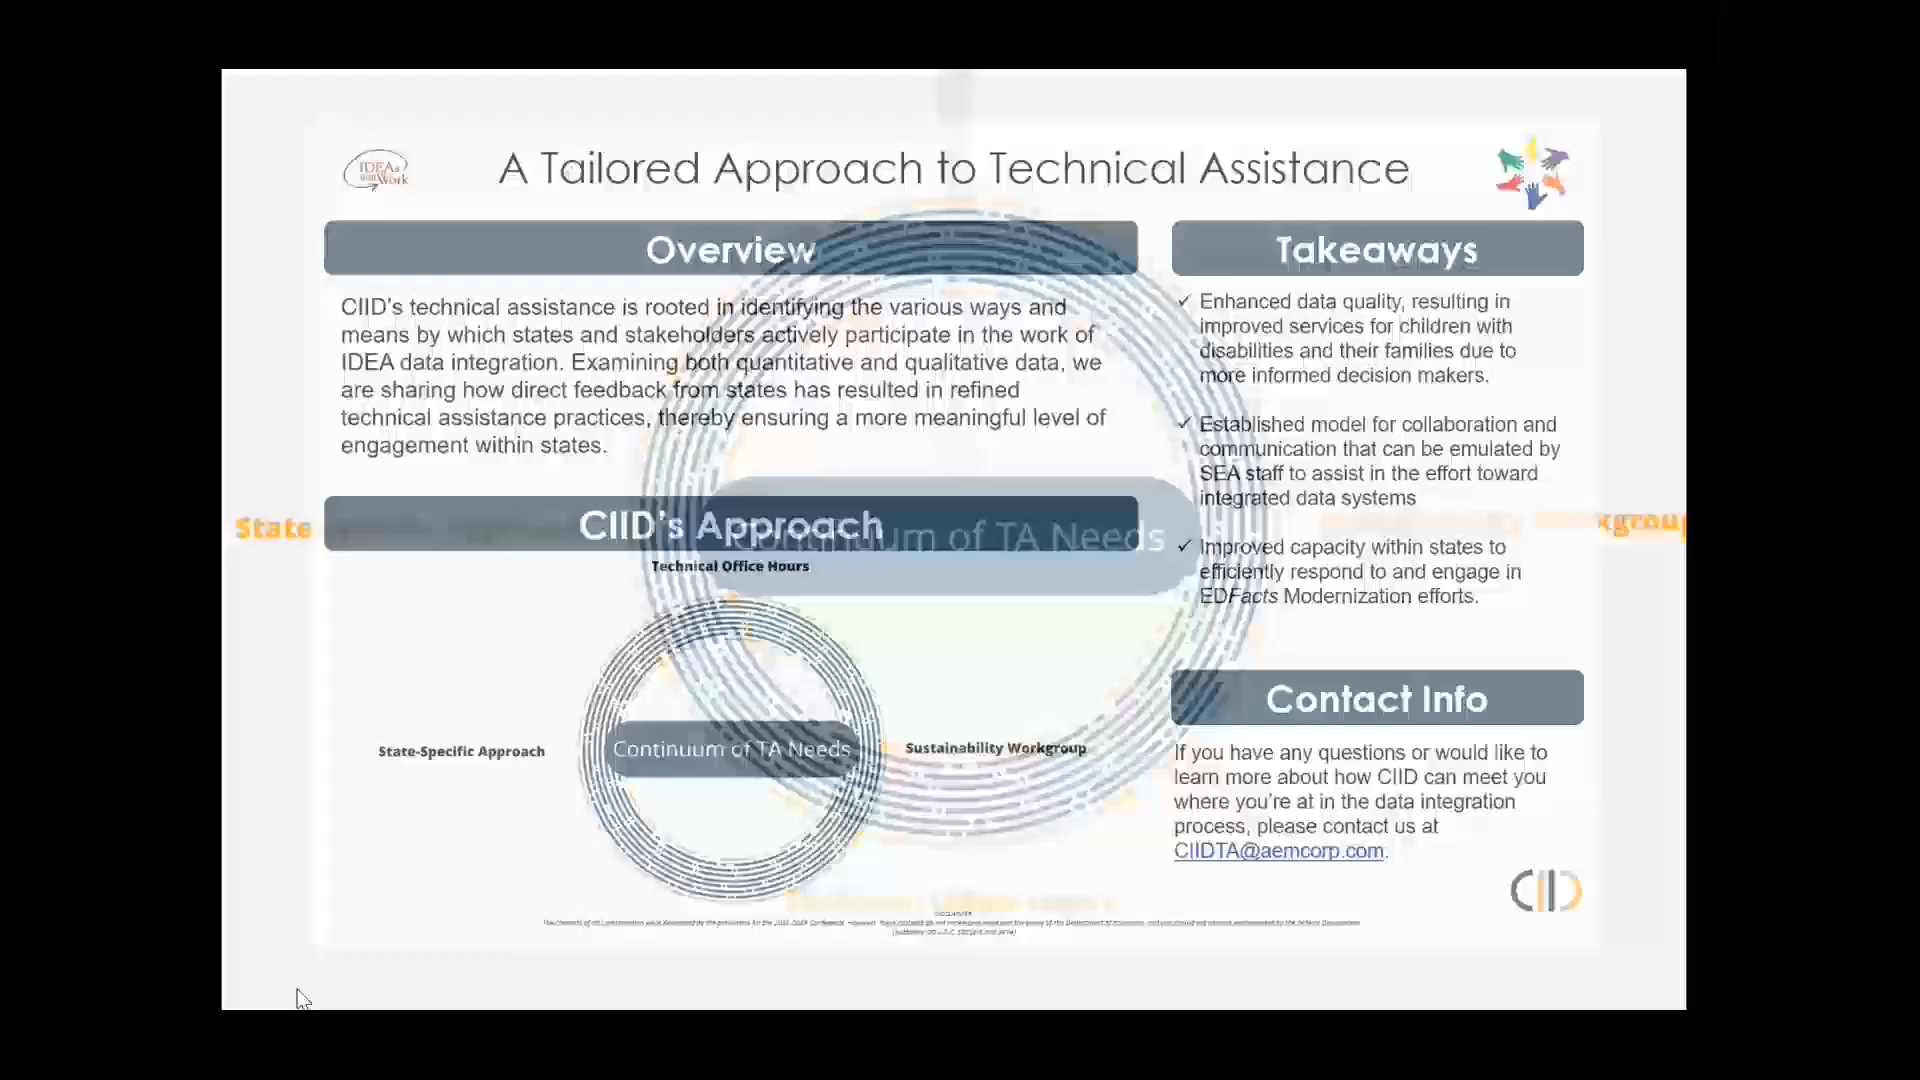 IDEAs
that Work
A Tailored Approach to Technical Assistance
Overview
CIID's technical assistance is rooted in identifying the various ways and
means by which states and stakeholders actively participate in the work of
IDEA data integration. Examining both quantitative and qualitative data, we
are sharing how direct feedback from states has resulted in refined
technical assistance practices, thereby ensuring a more meaningful level of
engagement within states.
CIID's Approach
Technical Office Hours
State-Specific Approach
Continuum of TA Needs
Sustainability Workgroup
State
Continuum of TA Needs
kgroup
Takeaways
✓ Enhanced data quality, resulting in
improved services for children with
disabilities and their families due to
more informed decision makers.
✓ Established model for collaboration and
communication that can be emulated by
SEA staff to assist in the effort toward
integrated data systems
✓ Improved capacity within states to
efficiently respond to and engage in
EDFacts Modernization efforts.
Contact Info
If you have any questions or would like to
learn more about how CIID can meet you
where you're at in the data integration
process, please contact us at
CIIDTA@aemcorp.com.
CIID
DISCLAIMER